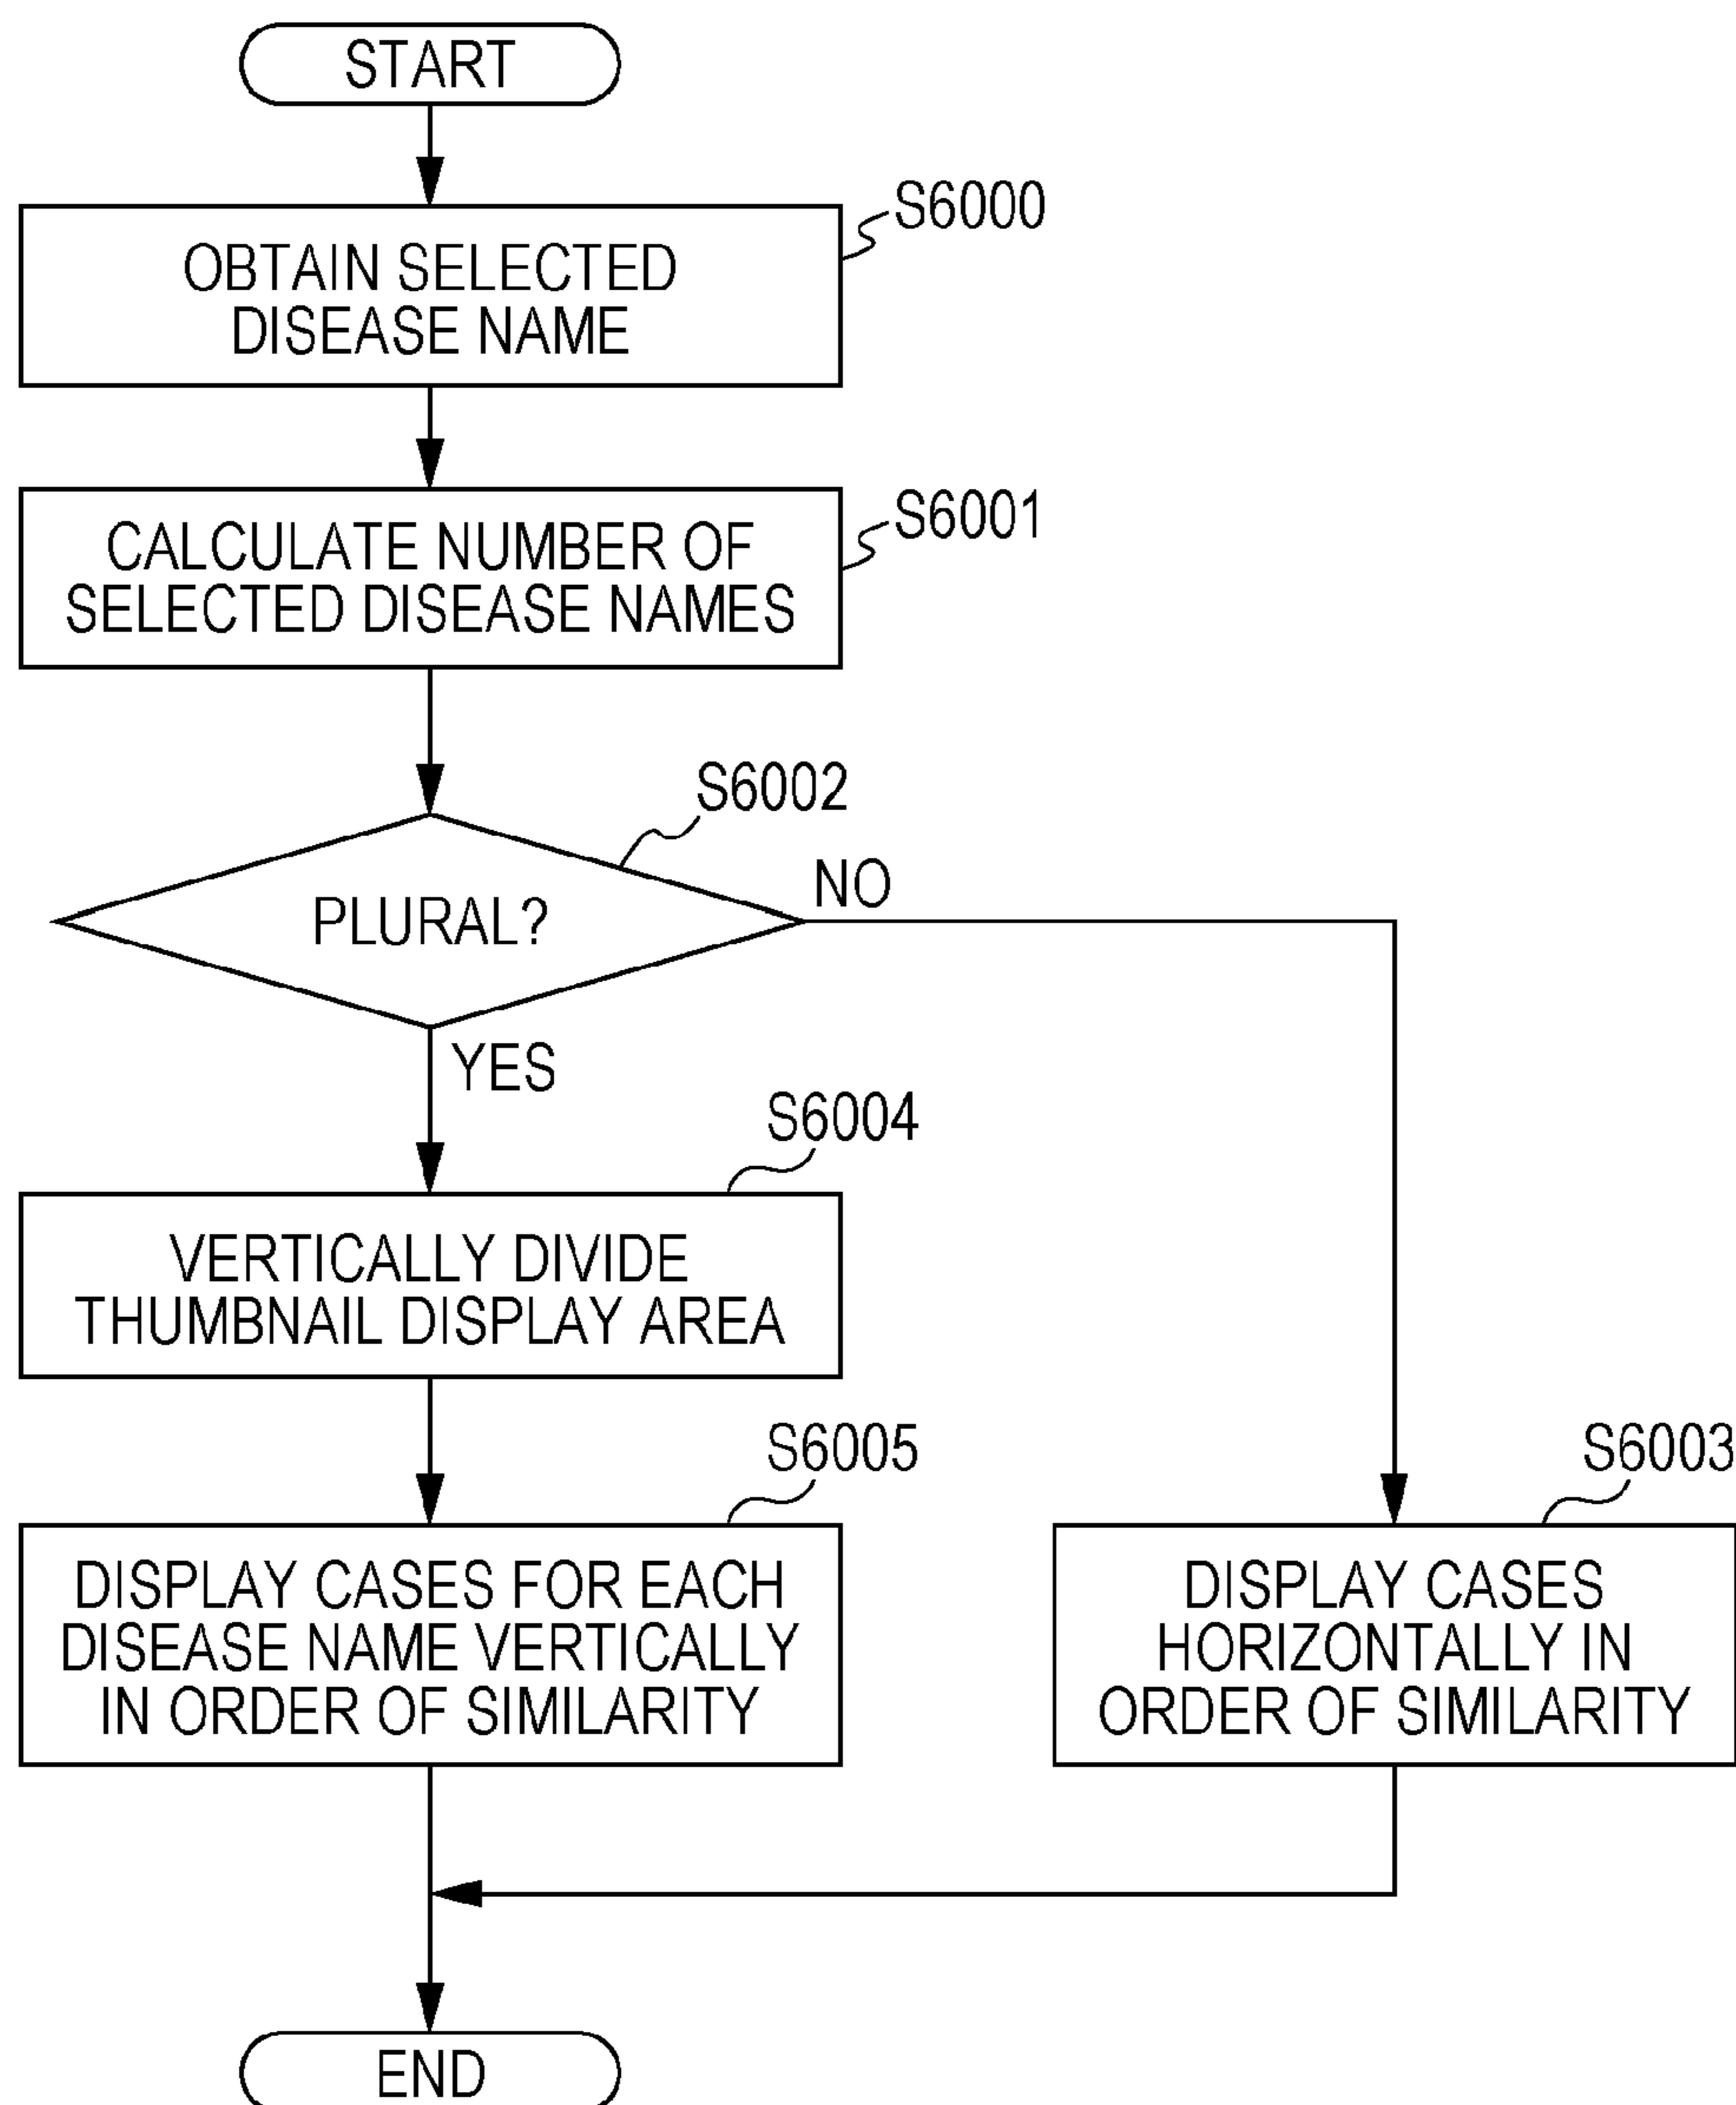 START
S6000
OBTAIN SELECTED
DISEASE NAME
S6001
CALCULATE NUMBER OF
SELECTED DISEASE NAMES
S6002
PLURAL?
NO
YES
S6004
VERTICALLY DIVIDE
THUMBNAIL DISPLAY AREA
S6005
DISPLAY CASES FOR EACH
DISEASE NAME VERTICALLY
IN ORDER OF SIMILARITY
S6003
DISPLAY CASES
HORIZONTALLY IN
ORDER OF SIMILARITY
END